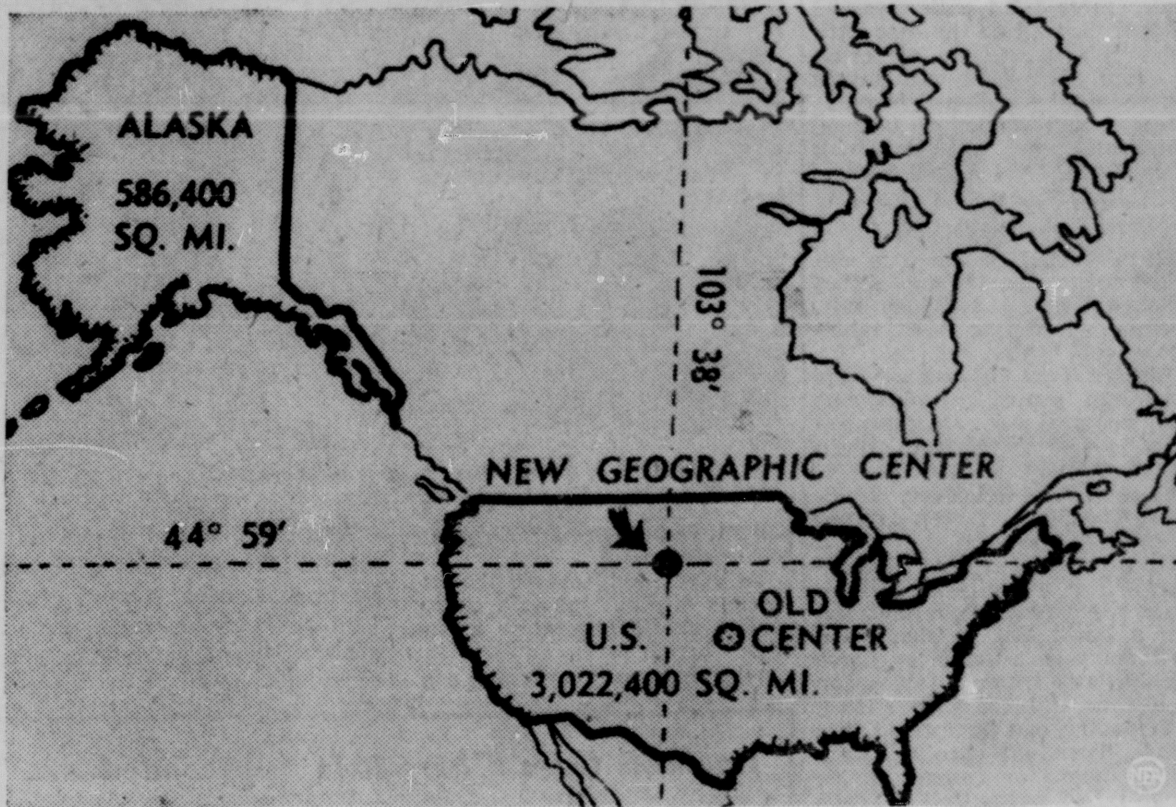 ALASKA
586,400
SQ. MI.
103° 38'
NEW GEOGRAPHIC CENTER
44° 59'
OLD
U.S. CENTER
3,022,400 SQ. MI.
NEA